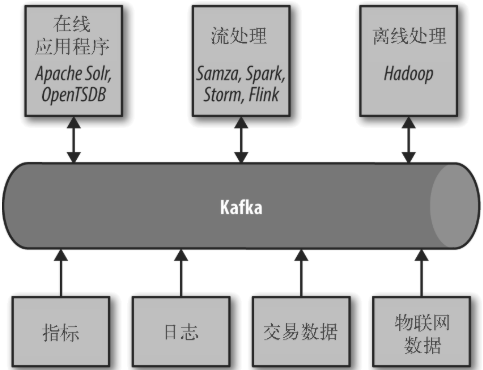 在线
应用程序
Apache Solr,
OpenTSDB
流处理
Samza, Spark,
Storm, Flink
离线处理
Hadoop
Kafka
指标
日志
交易数据
物联网
数据